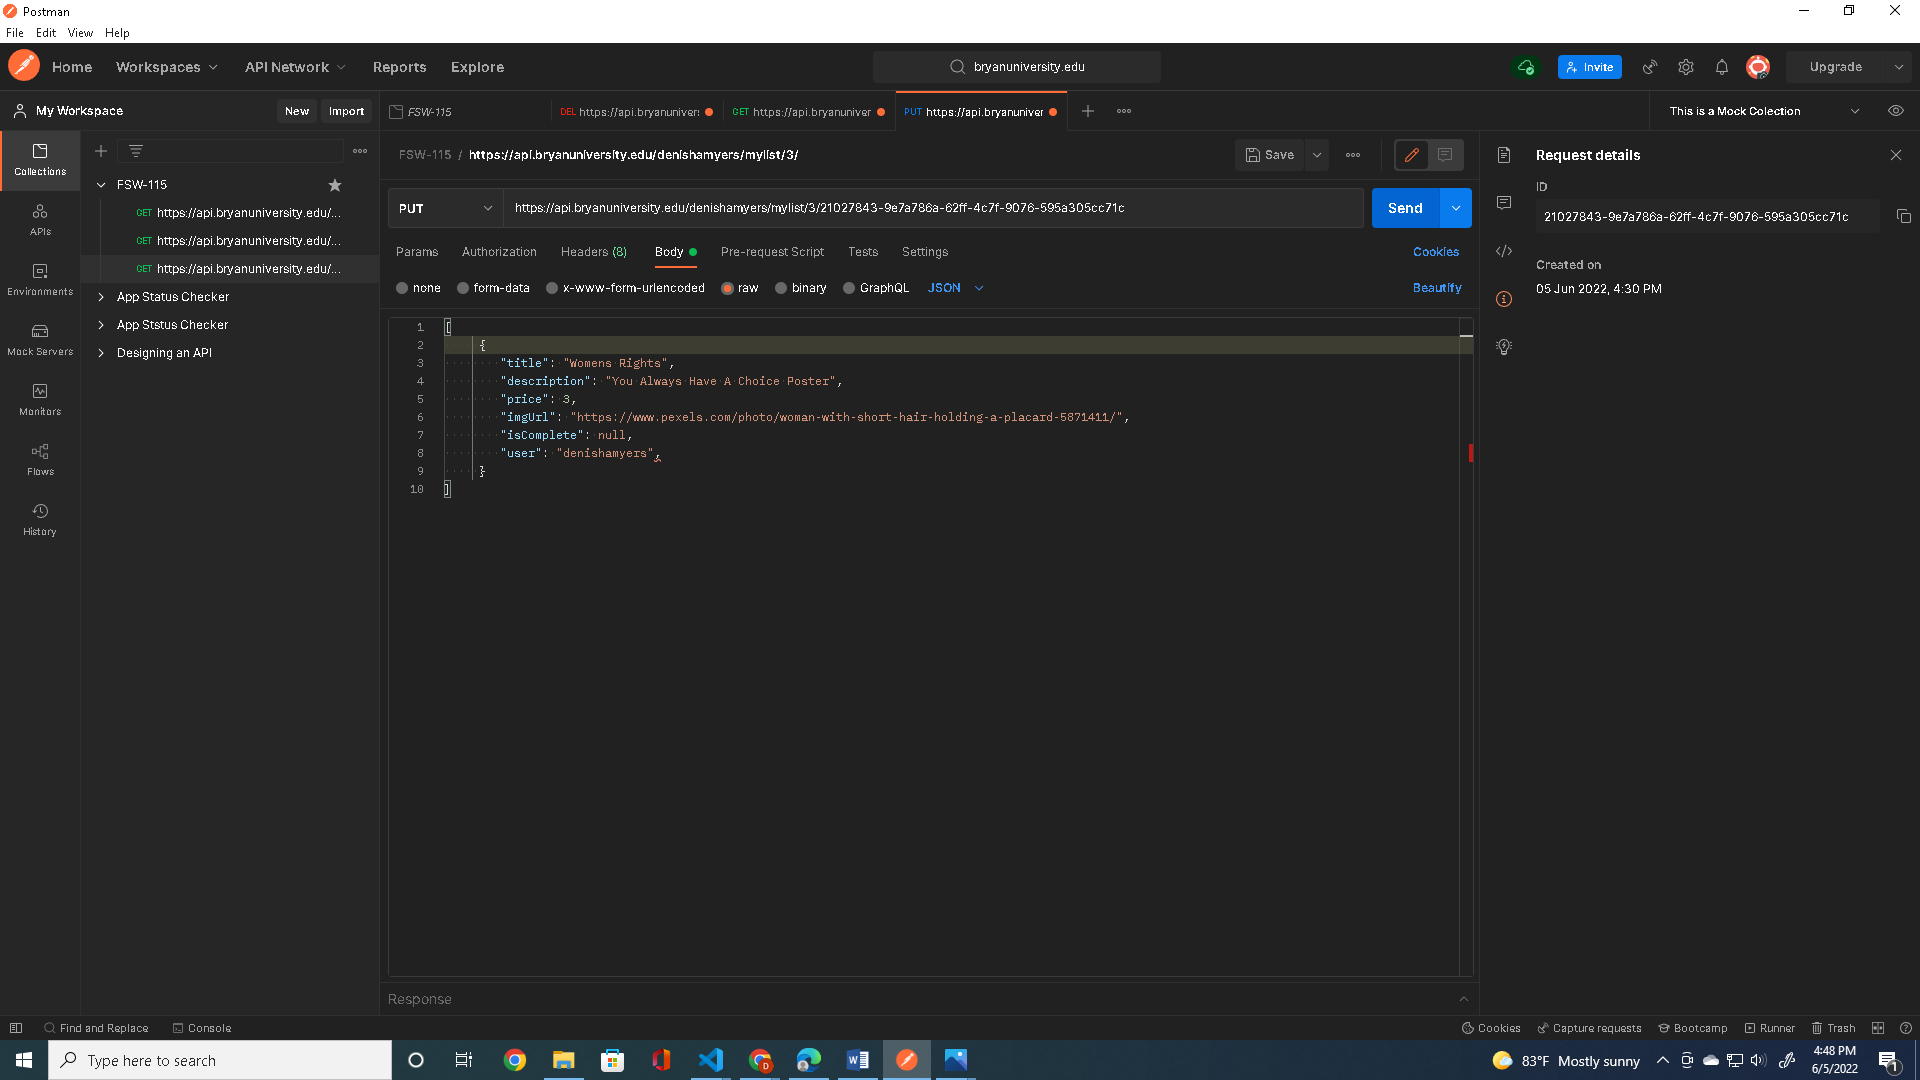 Postman
File Edit View Help
Home Workspaces API Network Reports Explore bryanuniversity.edu Invite Upgrade
My Workspace New Import FSW-115 DEL https://api.bryanuniver: GET https://api.bryanuniver PUT https://api.bryanuniver This is a Mock Colection
FSW-115 / https://api.bryanuniversity.edu/denishamyers/mylist/3/ Save Request details
Collections
FSW-115
ID
PUT https://api.bryanuniversity.edu/denishamyers/mylist/3/21027843-9e7a786a-62ff-4c7f-9076-595a305cc71c Send
21027843-9e7a786a-62ff-4c7f-9076-595a305cc71c
GET https://api.bryanuniversity.edu/...
APIs
GET https://api.bryanuniversity.edu/...
Params Authorization Headers (8) Body Pre-request Script Tests Settings Cookies
GET https://api.bryanuniversity.edu/...
Created on
none form-data x-www-form-urlencoded raw binary GraphQL JSON Beautify
05 Jun 2022, 4:30 PM
Environments
App Status Checker
App Ststus Checker
Mock Servers
Designing an API
Monitors
Flows
History
1 [
2 {
3 "title": "Womens Rights",
4 "description": "You Always Have A Choice Poster",
5 "price": 3,
6 "imgUrl": "https://www.pexels.com/photo/woman-with-short-hair-holding-a-placard-5871411/",
7 "isComplete": null,
8 "user": "denishamyers",
9 }
10 ]
Response
Find and Replace Console Cookies Capture requests Bootcamp Runner Trash
Type here to search 83°F Mostly sunny 4:48 PM
6/5/2022
1